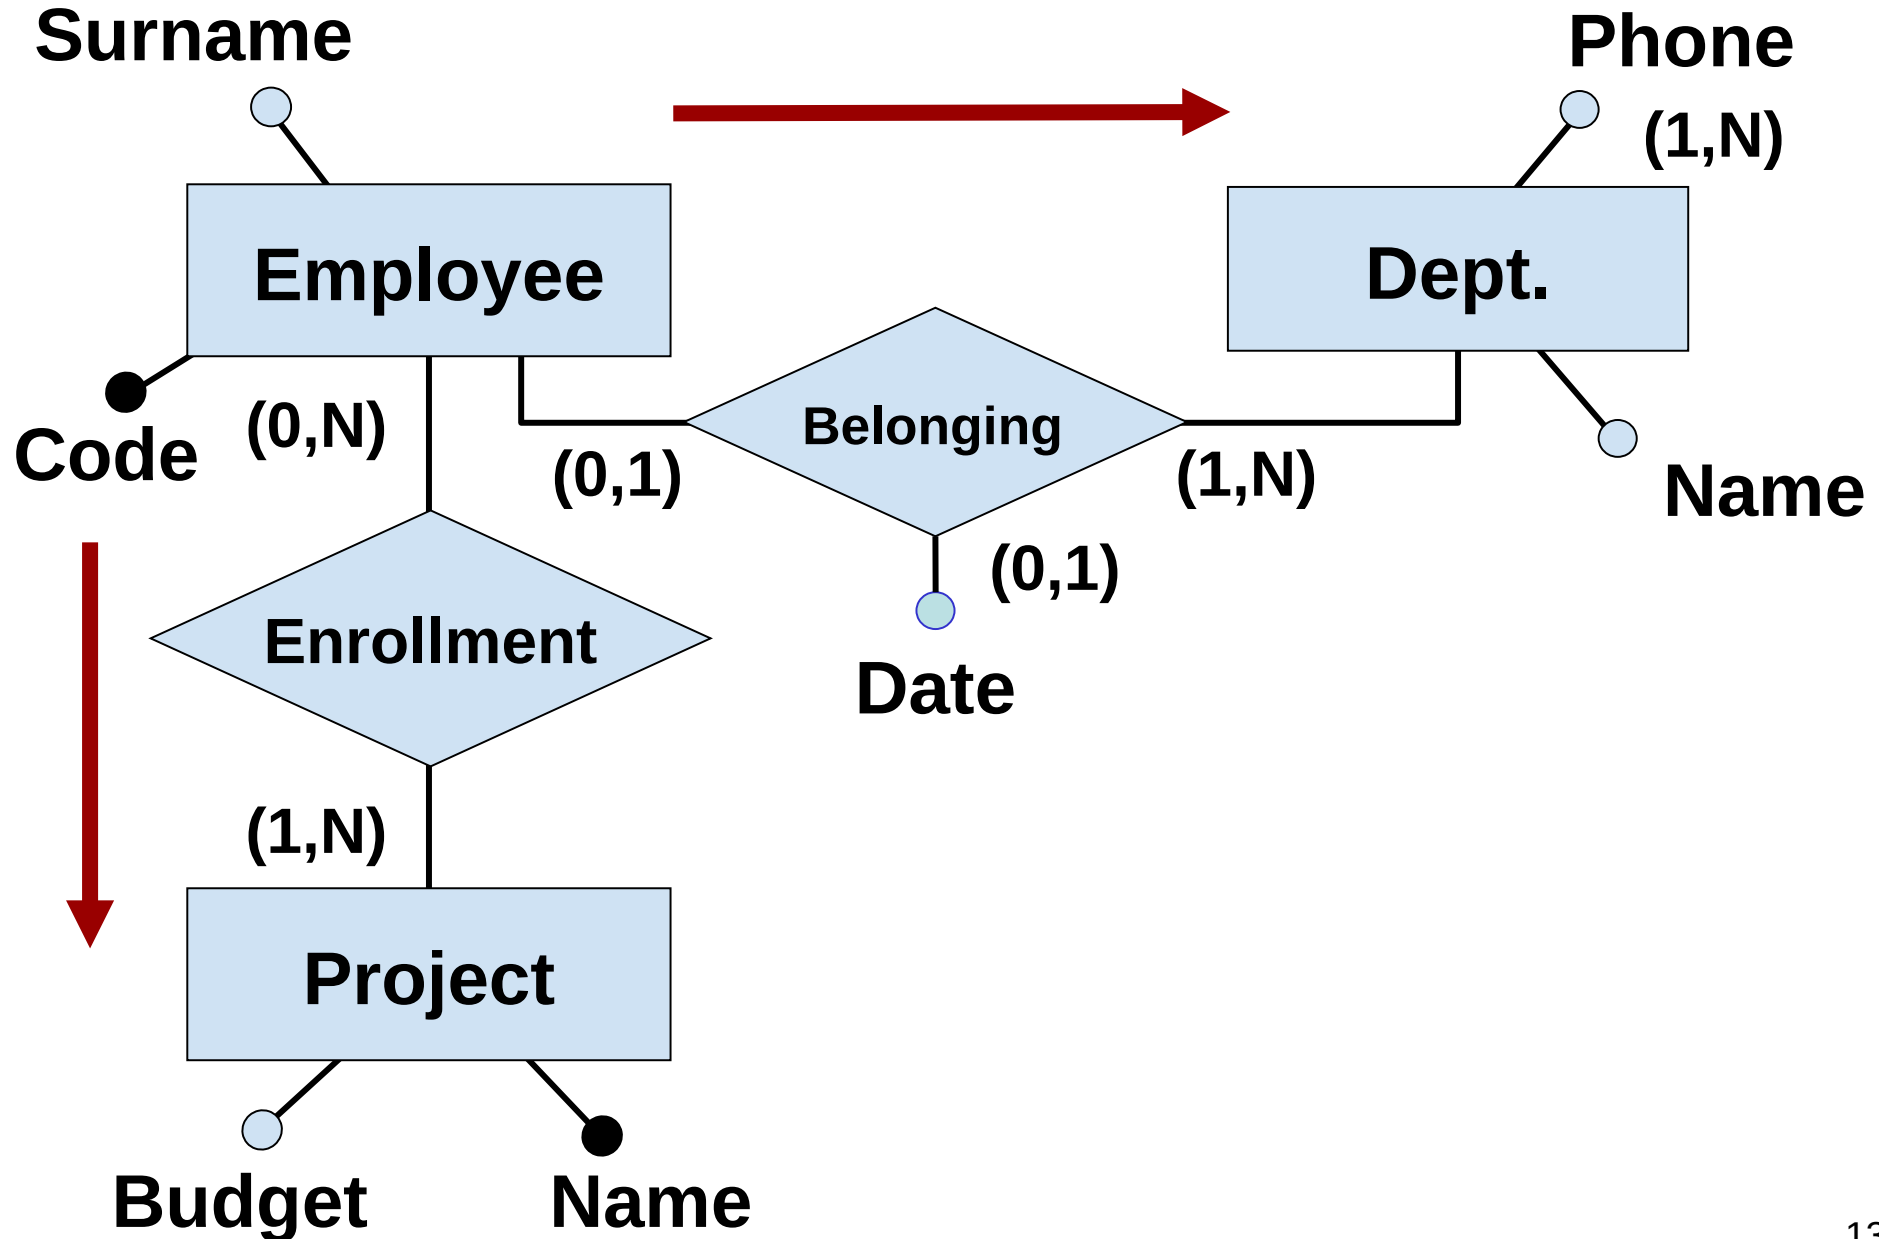 Surname
Phone
(1,N)
Employee
Dept.
Code
(0,N)
(0,1)
Belonging
(1,N)
Name
(0,1)
Enrollment
Date
(1,N)
Project
Budget
Name
13